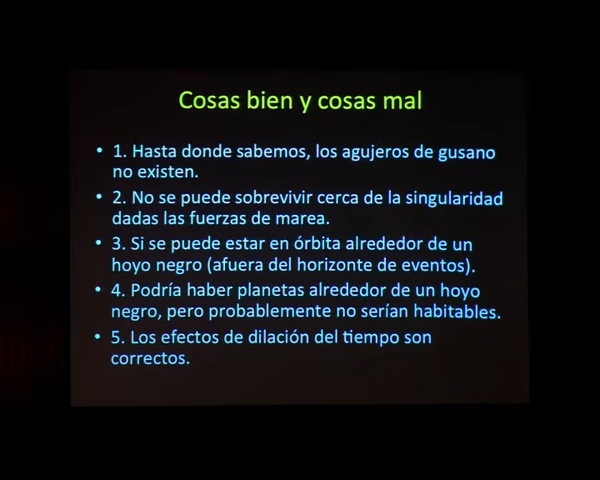 Cosas bien y cosas mal
• 1. Hasta donde sabemos, los agujeros de gusano
no existen.
• 2. No se puede sobrevivir cerca de la singularidad
dadas las fuerzas de marea.
• 3. Si se puede estar en órbita alrededor de un
hoyo negro (afuera del horizonte de eventos).
• 4. Podría haber planetas alrededor de un hoyo
negro, pero probablemente no serían habitables.
• 5. Los efectos de dilación del tiempo son
correctos.